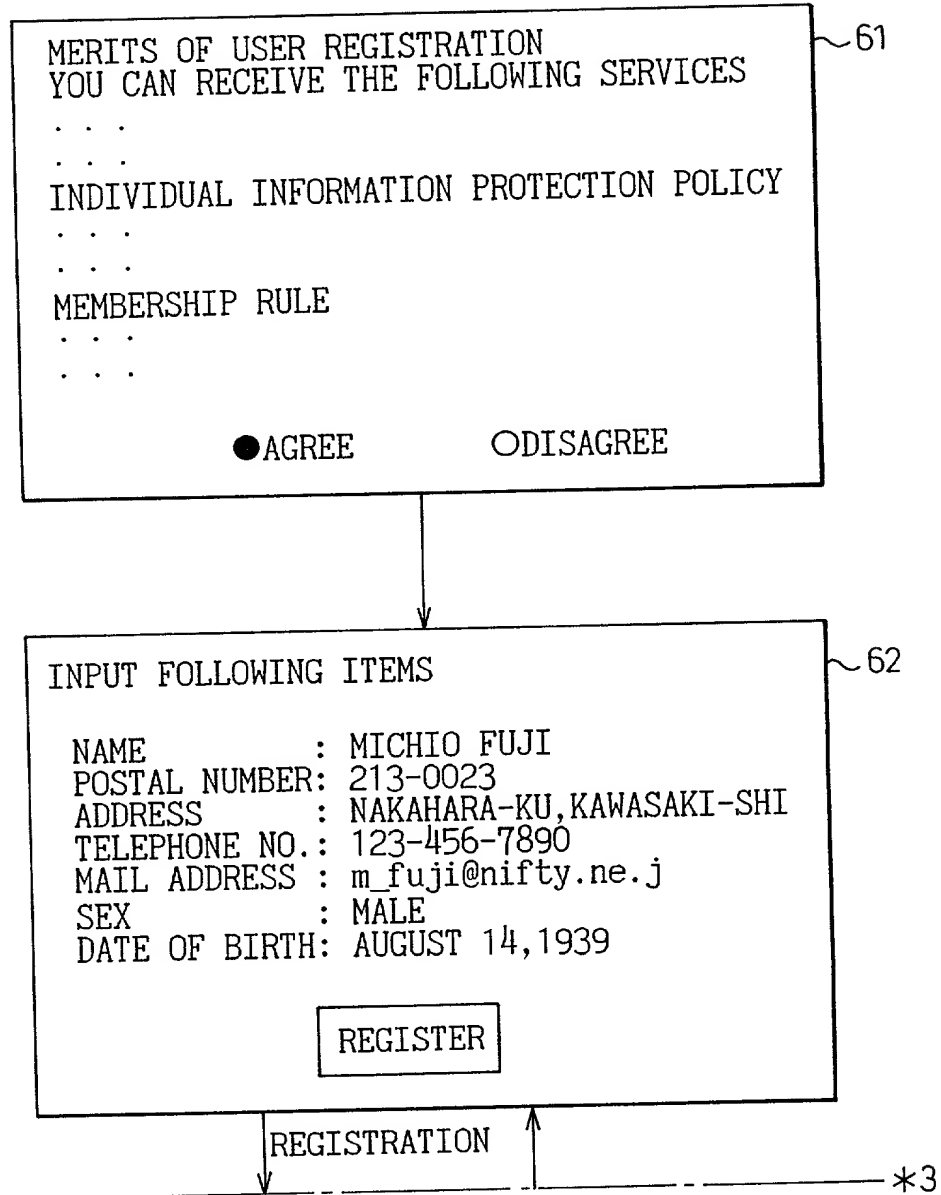 MERITS OF USER REGISTRATION
YOU CAN RECEIVE THE FOLLOWING SERVICES
. . .
. . .
INDIVIDUAL INFORMATION PROTECTION POLICY
. . .
. . .
MEMBERSHIP RULE
. . .
. . .
●AGREE ○DISAGREE
61
INPUT FOLLOWING ITEMS
62
NAME : MICHIO FUJI
POSTAL NUMBER: 213-0023
ADDRESS : NAKAHARA-KU,KAWASAKI-SHI
TELEPHONE NO.: 123-456-7890
MAIL ADDRESS : m_fuji@nifty.ne.j
SEX : MALE
DATE OF BIRTH: AUGUST 14,1939
REGISTER
REGISTRATION
*3